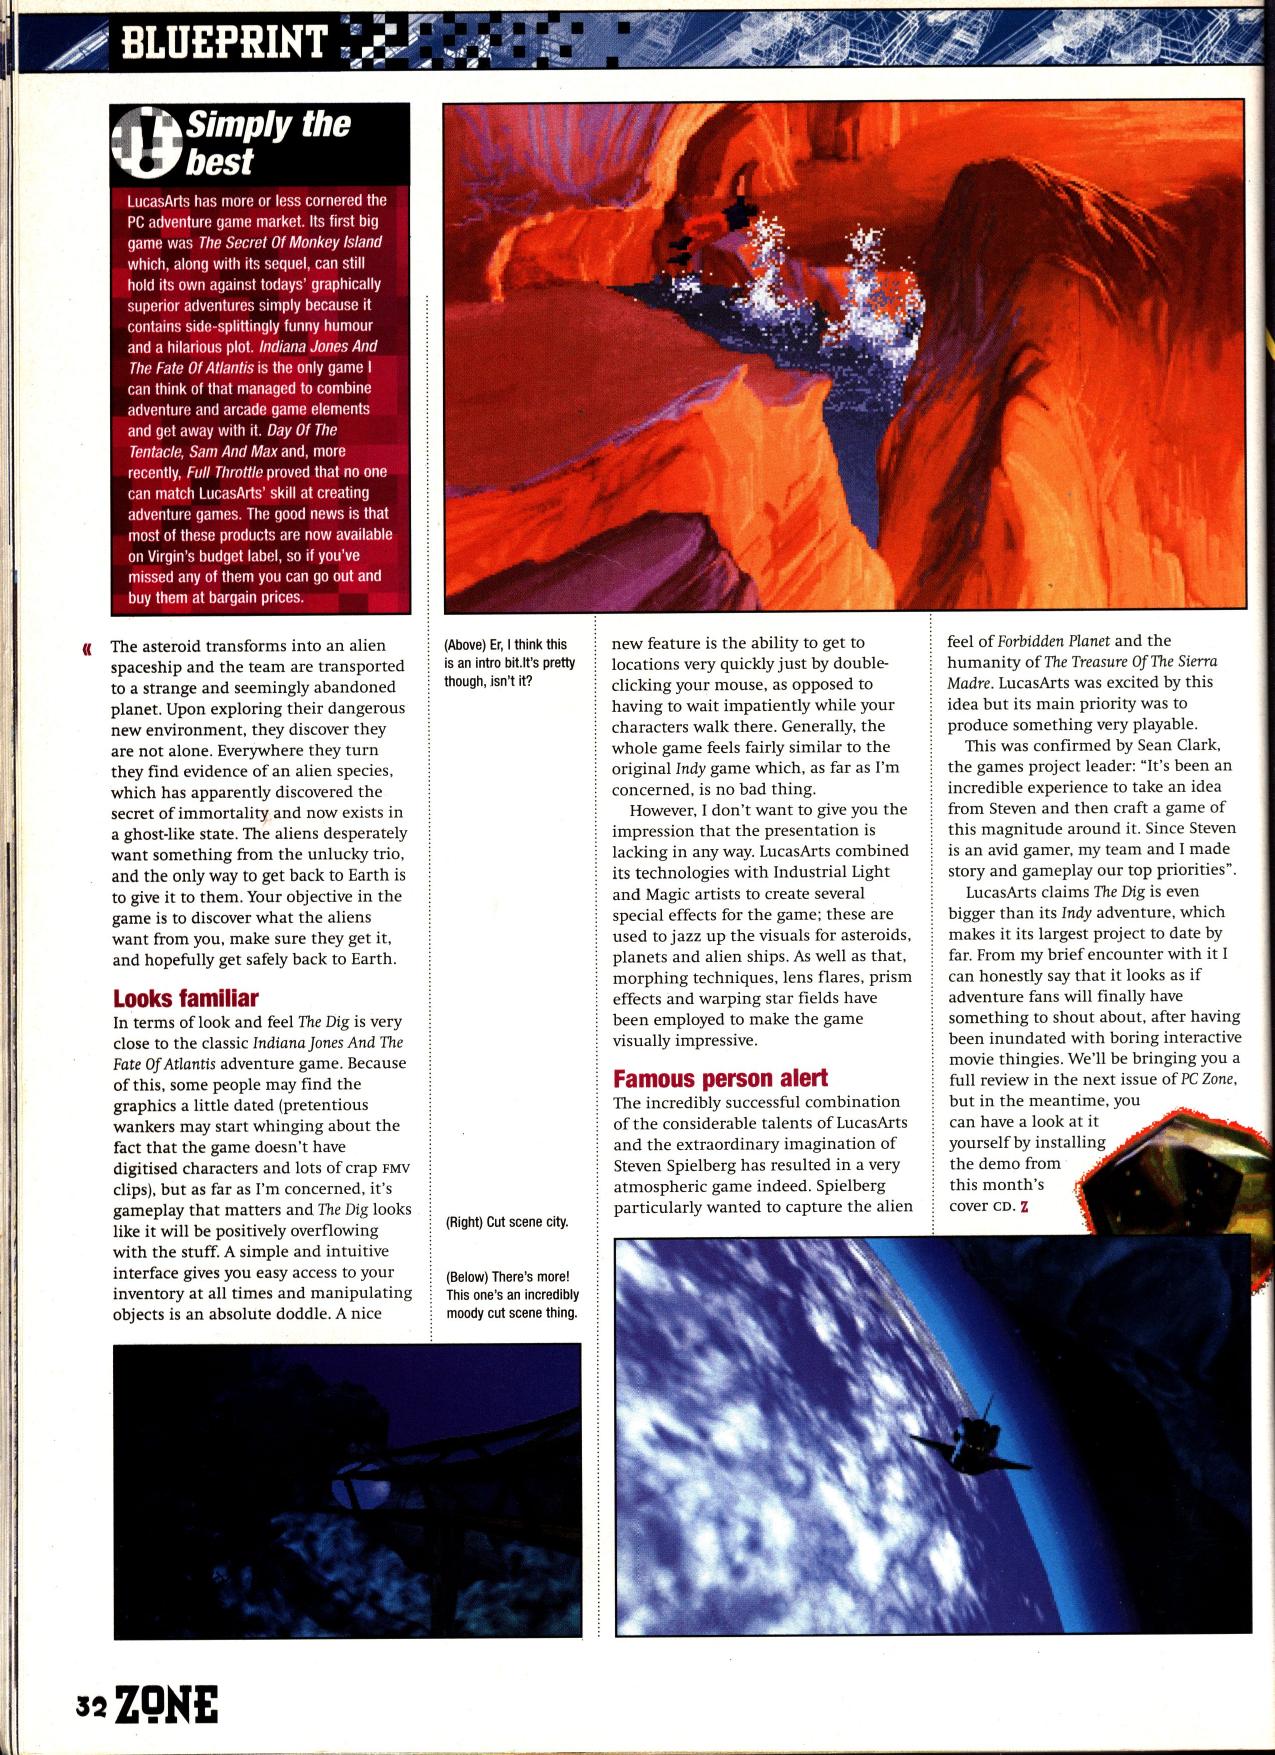 BLUEPRINT
Simply the
best
LucasArts has more or less cornered the
PC adventure game market. Its first big
game was The Secret Of Monkey Island
which, along with its sequel, can still
hold its own against todays' graphically
superior adventures simply because it
contains side-splittingly funny humour
and a hilarious plot. Indiana Jones And
The Fate Of Atlantis is the only game I
can think of that managed to combine
adventure and arcade game elements
and get away with it. Day Of The
Tentacle, Sam And Max and, more
recently, Full Throttle proved that no one
can match LucasArts' skill at creating
adventure games. The good news is that
most of these products are now available
on Virgin's budget label, so if you've
missed any of them you can go out and
buy them at bargain prices.
« The asteroid transforms into an alien
spaceship and the team are transported
to a strange and seemingly abandoned
planet. Upon exploring their dangerous
new environment, they discover they
are not alone. Everywhere they turn
they find evidence of an alien species,
which has apparently discovered the
secret of immortality and now exists in
a ghost-like state. The aliens desperately
want something from the unlucky trio,
and the only way to get back to Earth is
to give it to them. Your objective in the
game is to discover what the aliens
want from you, make sure they get it,
and hopefully get safely back to Earth.
Looks familiar
In terms of look and feel The Dig is very
close to the classic Indiana Jones And The
Fate Of Atlantis adventure game. Because
of this, some people may find the
graphics a little dated (pretentious
wankers may start whinging about the
fact that the game doesn't have
digitised characters and lots of crap FMV
clips), but as far as I'm concerned, it's
gameplay that matters and The Dig looks
like it will be positively overflowing
with the stuff. A simple and intuitive
interface gives you easy access to your
inventory at all times and manipulating
objects is an absolute doddle. A nice
(Above) Er, I think this
is an intro bit.It's pretty
though, isn't it?
(Right) Cut scene city.
(Below) There's more!
This one's an incredibly
moody cut scene thing.
new feature is the ability to get to
locations very quickly just by double-
clicking your mouse, as opposed to
having to wait impatiently while your
characters walk there. Generally, the
whole game feels fairly similar to the
original Indy game which, as far as I'm
concerned, is no bad thing.
However, I don't want to give you the
impression that the presentation is
lacking in any way. LucasArts combined
its technologies with Industrial Light
and Magic artists to create several
special effects for the game; these are
used to jazz up the visuals for asteroids,
planets and alien ships. As well as that,
morphing techniques, lens flares, prism
effects and warping star fields have
been employed to make the game
visually impressive.
Famous person alert
The incredibly successful combination
of the considerable talents of LucasArts
and the extraordinary imagination of
Steven Spielberg has resulted in a very
atmospheric game indeed. Spielberg
particularly wanted to capture the alien
feel of Forbidden Planet and the
humanity of The Treasure Of The Sierra
Madre. LucasArts was excited by this
idea but its main priority was to
produce something very playable.
This was confirmed by Sean Clark,
the games project leader: “It's been an
incredible experience to take an idea
from Steven and then craft a game of
this magnitude around it. Since Steven
is an avid gamer, my team and I made
story and gameplay our top priorities”.
LucasArts claims The Dig is even
bigger than its Indy adventure, which
makes it its largest project to date by
far. From my brief encounter with it I
can honestly say that it looks as if
adventure fans will finally have
something to shout about, after having
been inundated with boring interactive
movie thingies. We'll be bringing you a
full review in the next issue of PC Zone,
but in the meantime, you
can have a look at it
yourself by installing
the demo from
this month's
cover CD. Z
32 ZONE